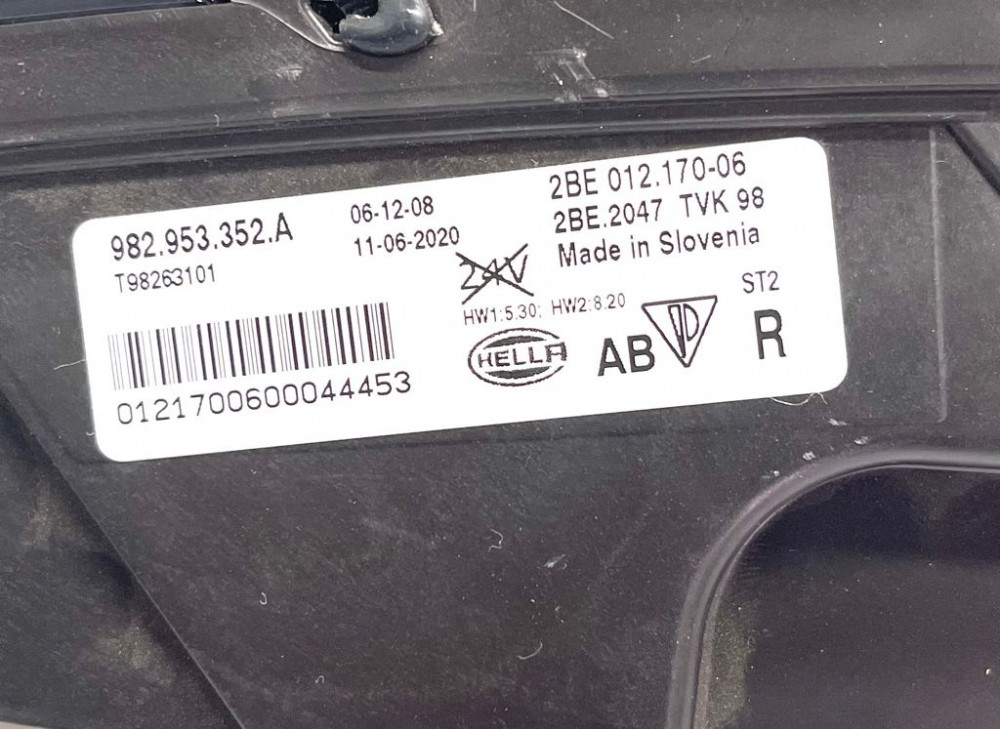 982.953.352.A
T98263101
0121700600044453
06-12-08
11-06-2020
24V
HW1:5.30; HW2:8.20
HELLA
2BE 012.170-06
2BE.2047 TVK 98
Made in Slovenia
ST2
AB
R